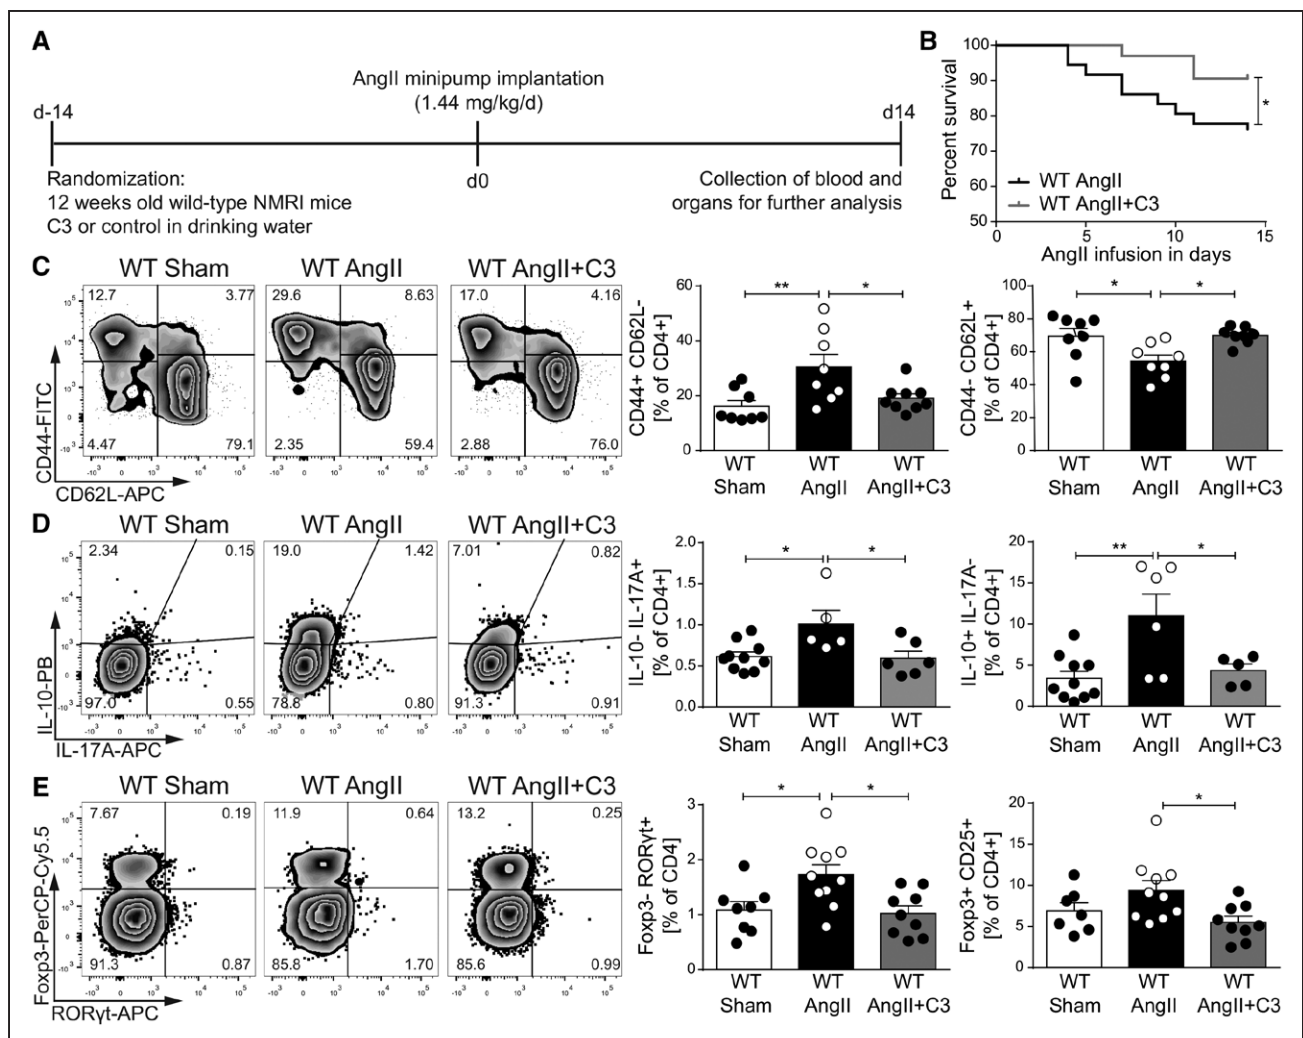 A
AngII minipump implantation
(1.44 mg/kg/d)
d-14
d14
d0
Randomization:
12 weeks old wild-type NMRI mice
C3 or control in drinking water
Collection of blood and
organs for further analysis
B
Percent survival
100
90
80
70
60
50
*
WT AngII
WT AngII+C3
0
5
10
15
AngII infusion in days
C
WT Sham
WT AngII
WT AngII+C3
12.7
3.77
4.47
79.1
29.6
8.63
2.35
59.4
17.0
4.16
2.88
76.0
CD44-FITC
CD62L-APC
CD44+ CD62L-
[% of CD4+]
60
40
20
0
**
*
WT
Sham
WT
AngII
WT
AngII+C3
CD44- CD62L+
[% of CD4+]
100
80
60
40
20
0
*
*
WT
Sham
WT
AngII
WT
AngII+C3
D
WT Sham
WT AngII
WT AngII+C3
2.34
0.15
97.0
0.55
19.0
1.42
78.8
0.80
7.01
0.82
91.3
0.91
IL-10-PB
IL-17A-APC
IL-10- IL-17A+
[% of CD4+]
2.0
1.5
1.0
0.5
0.0
*
*
WT
Sham
WT
AngII
WT
AngII+C3
IL-10+ IL-17A-
[% of CD4+]
20
15
10
5
0
**
*
WT
Sham
WT
AngII
WT
AngII+C3
E
WT Sham
WT AngII
WT AngII+C3
7.67
0.19
91.3
0.87
11.9
0.64
85.8
1.70
13.2
0.25
85.6
0.99
Foxp3-PerCP-Cy5.5
RORγt-APC
Foxp3- RORγt+
[% of CD4]
3
2
1
0
*
*
WT
Sham
WT
AngII
WT
AngII+C3
Foxp3+ CD25+
[% of CD4+]
20
15
10
5
0
*
WT
Sham
WT
AngII
WT
AngII+C3